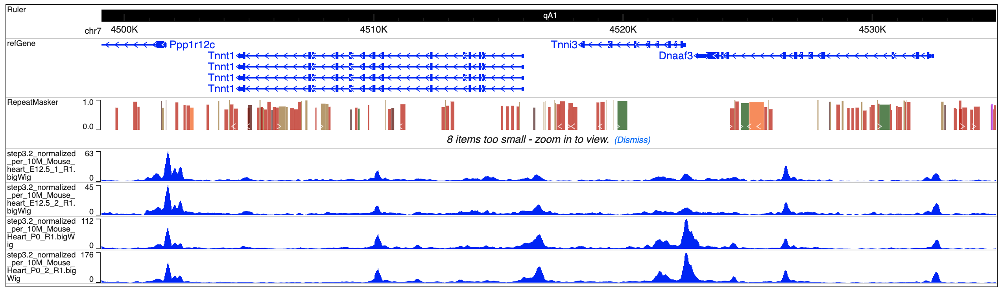 Ruler
qA1
chr7 4500K 4510K 4520K 4530K
refGene
Ppp1r12c
Tnni3
Tnnt1
Dnaaf3
Tnnt1
Tnnt1
Tnnt1
RepeatMasker 1.0
0.0
8 items too small - zoom in to view. (Dismiss)
step3.2_normalized 63
_per_10M_Mouse_
heart_E12.5_1_R1.
bigWig 0
step3.2_normalized 45
_per_10M_Mouse_
heart_E12.5_2_R1.
bigWig 0
step3.2_normalized 112
_per_10M_Mouse_
Heart_P0_R1.bigW
ig 0
step3.2_normalized 176
_per_10M_Mouse_
Heart_P0_2_R1.big
Wig 0